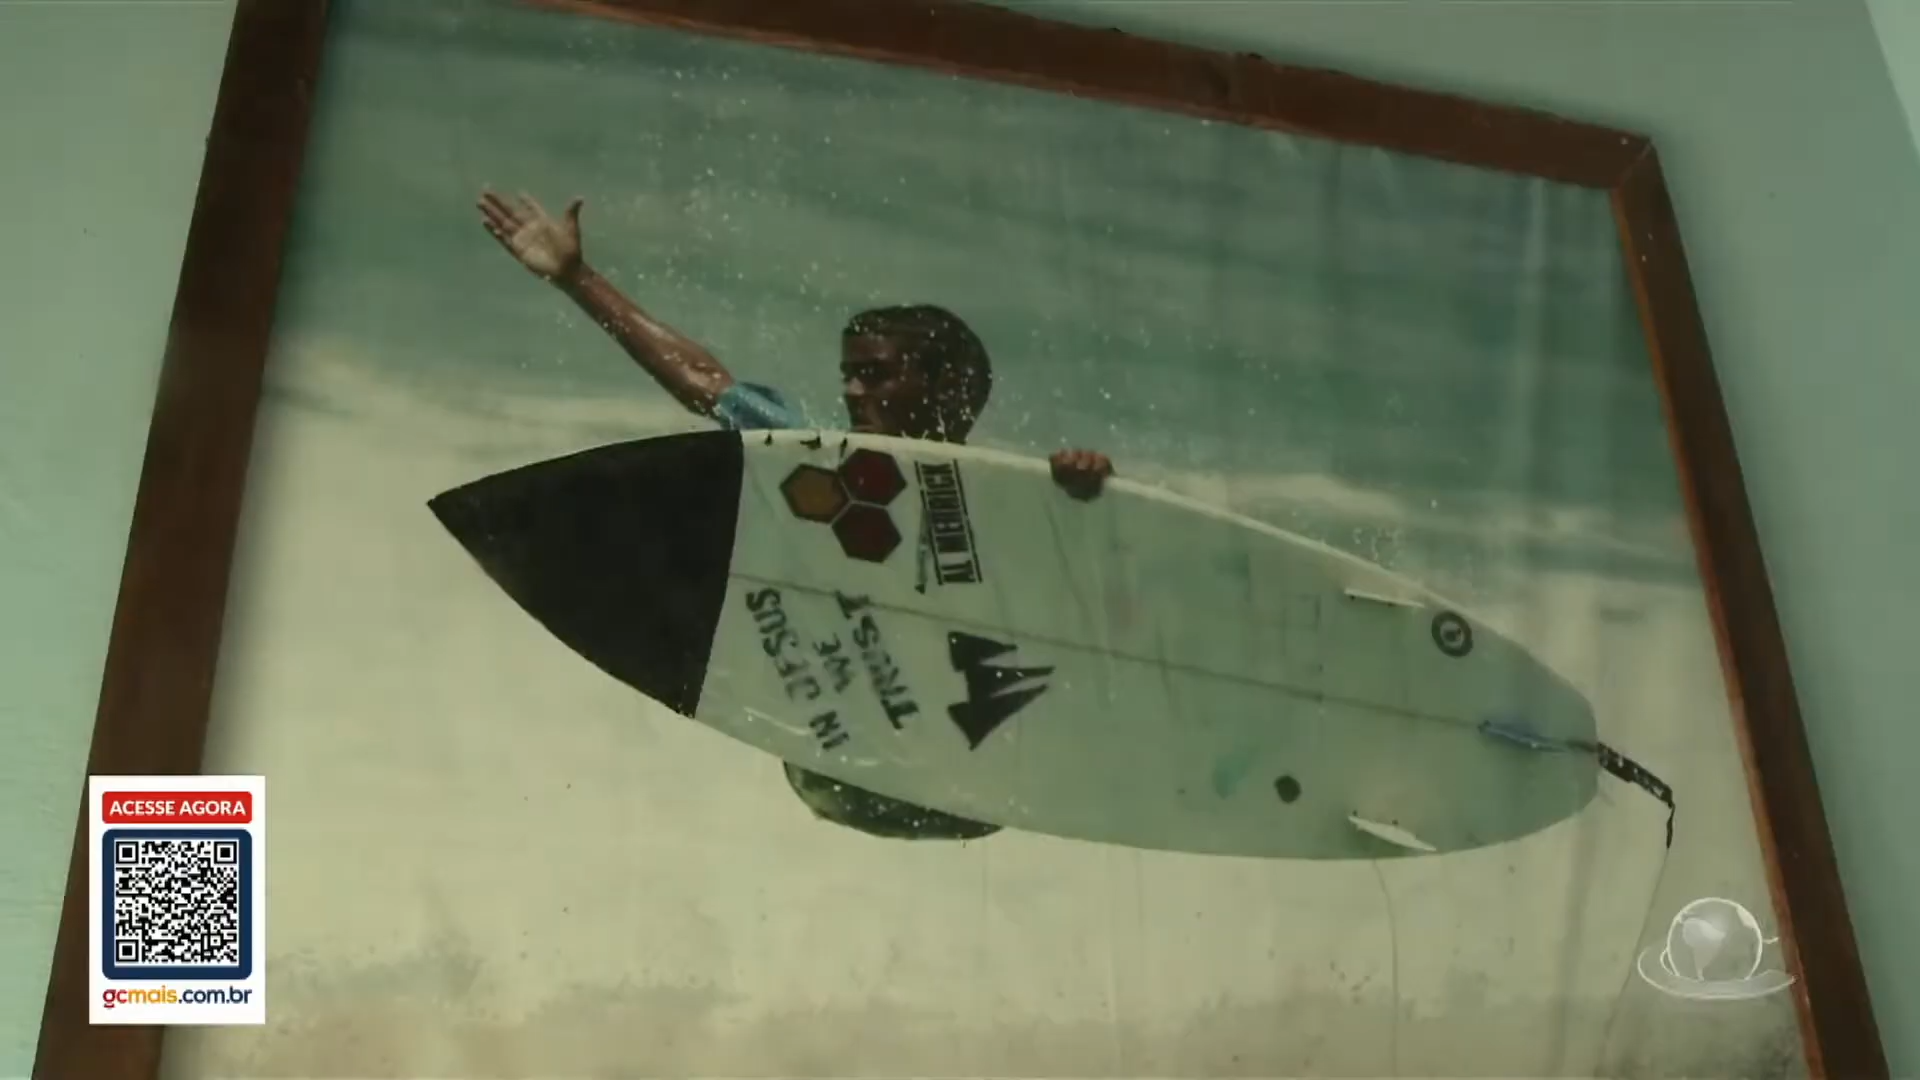 AL MERRICK
IN JESUS
WE
TRUST
ACESSE AGORA
gcmais.com.br